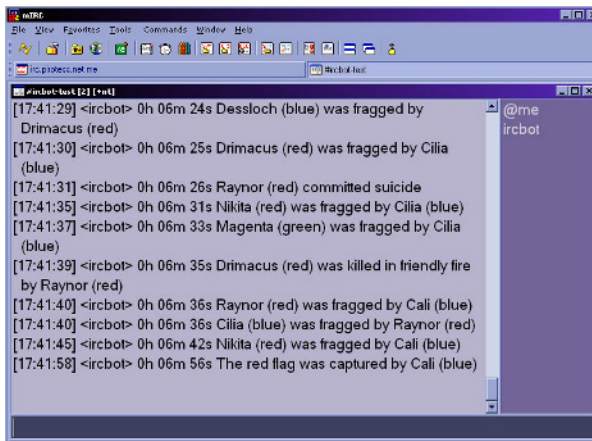 mIRC
File View Favorites Tools Commands Window Help
#ircbot-test
#ircbot-test [2] [+nt]
[17:41:29] <ircbot> 0h 06m 24s Dessloch (blue) was fragged by
Drimacus (red)
[17:41:30] <ircbot> 0h 06m 25s Drimacus (red) was fragged by Cilia
(blue)
[17:41:31] <ircbot> 0h 06m 26s Raynor (red) committed suicide
[17:41:35] <ircbot> 0h 06m 31s Nikita (red) was fragged by Cilia (blue)
[17:41:37] <ircbot> 0h 06m 33s Magenta (green) was fragged by Cilia
(blue)
[17:41:39] <ircbot> 0h 06m 35s Drimacus (red) was killed in friendly fire
by Raynor (red)
[17:41:40] <ircbot> 0h 06m 36s Raynor (red) was fragged by Cali (blue)
[17:41:40] <ircbot> 0h 06m 36s Cilia (blue) was fragged by Raynor (red)
[17:41:45] <ircbot> 0h 06m 42s Nikita (red) was fragged by Cali (blue)
[17:41:58] <ircbot> 0h 06m 56s The red flag was captured by Cali (blue)
@me
ircbot